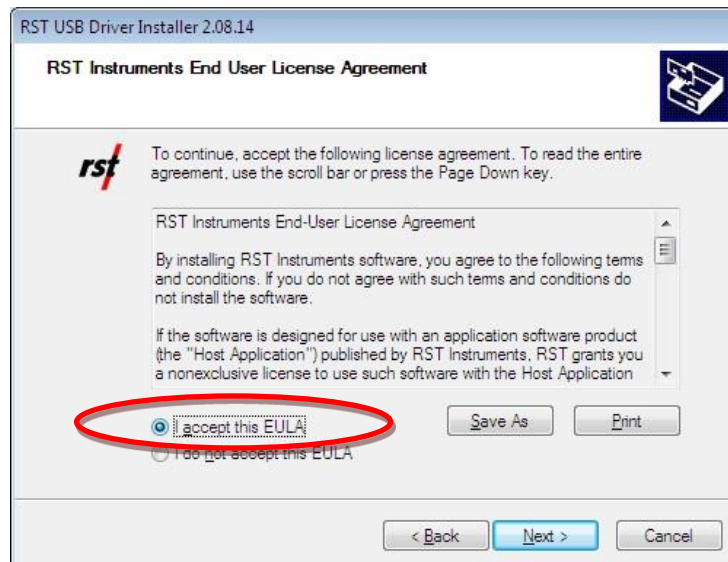 RST USB Driver Installer 2.08.14
RST Instruments End User License Agreement
rst
To continue, accept the following license agreement. To read the entire
agreement, use the scroll bar or press the Page Down key.
RST Instruments End-User License Agreement
By installing RST Instruments software, you agree to the following terms
and conditions. If you do not agree with such terms and conditions do
not install the software.
If the software is designed for use with an application software product
(the "Host Application") published by RST Instruments, RST grants you
a nonexclusive license to use such software with the Host Application
I accept this EULA
Save As
Print
I do not accept this EULA
< Back
Next >
Cancel